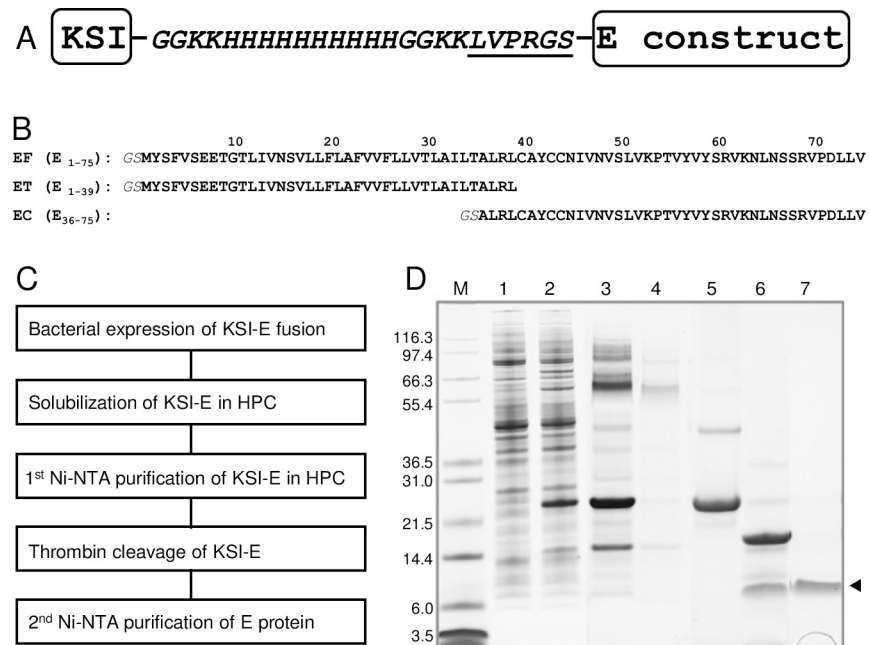 A KSI GGKKHHHHHHHHHHGGKKLVPRGS E construct
B
10 20 30 40 50 60 70
EF (E 1-75): GSMYSFVSEETGTLIVNSVLLFLAFVVFLLVTLAILTALRLCAYCCNIVNVSLVKPTVYVYSRVKNLNSSRVPDLLV
ET (E 1-39): GSMYSFVSEETGTLIVNSVLLFLAFVVFLLVTLAILTALRL
EC (E36-75): GSALRLCAYCCNIVNVSLVKPTVYVYSRVKNLNSSRVPDLLV
C
Bacterial expression of KSI-E fusion
Solubilization of KSI-E in HPC
1st Ni-NTA purification of KSI-E in HPC
Thrombin cleavage of KSI-E
2nd Ni-NTA purification of E protein
D
M 1 2 3 4 5 6 7
116.3
97.4
66.3
55.4
36.5
31.0
21.5
14.4
6.0
3.5